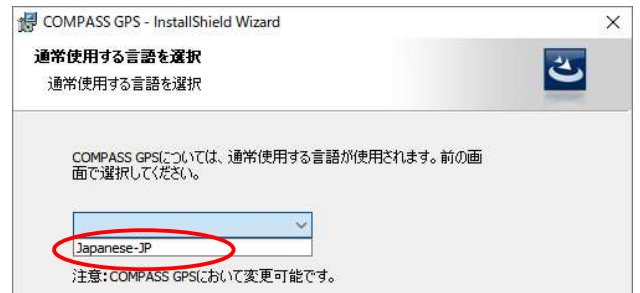 COMPASS GPS - InstallShield Wizard
通常使用する言語を選択
通常使用する言語を選択
COMPASS GPSについては、通常使用する言語が使用されます。前の画
面で選択してください。
Japanese-JP
注意:COMPASS GPSにおいて変更可能です。